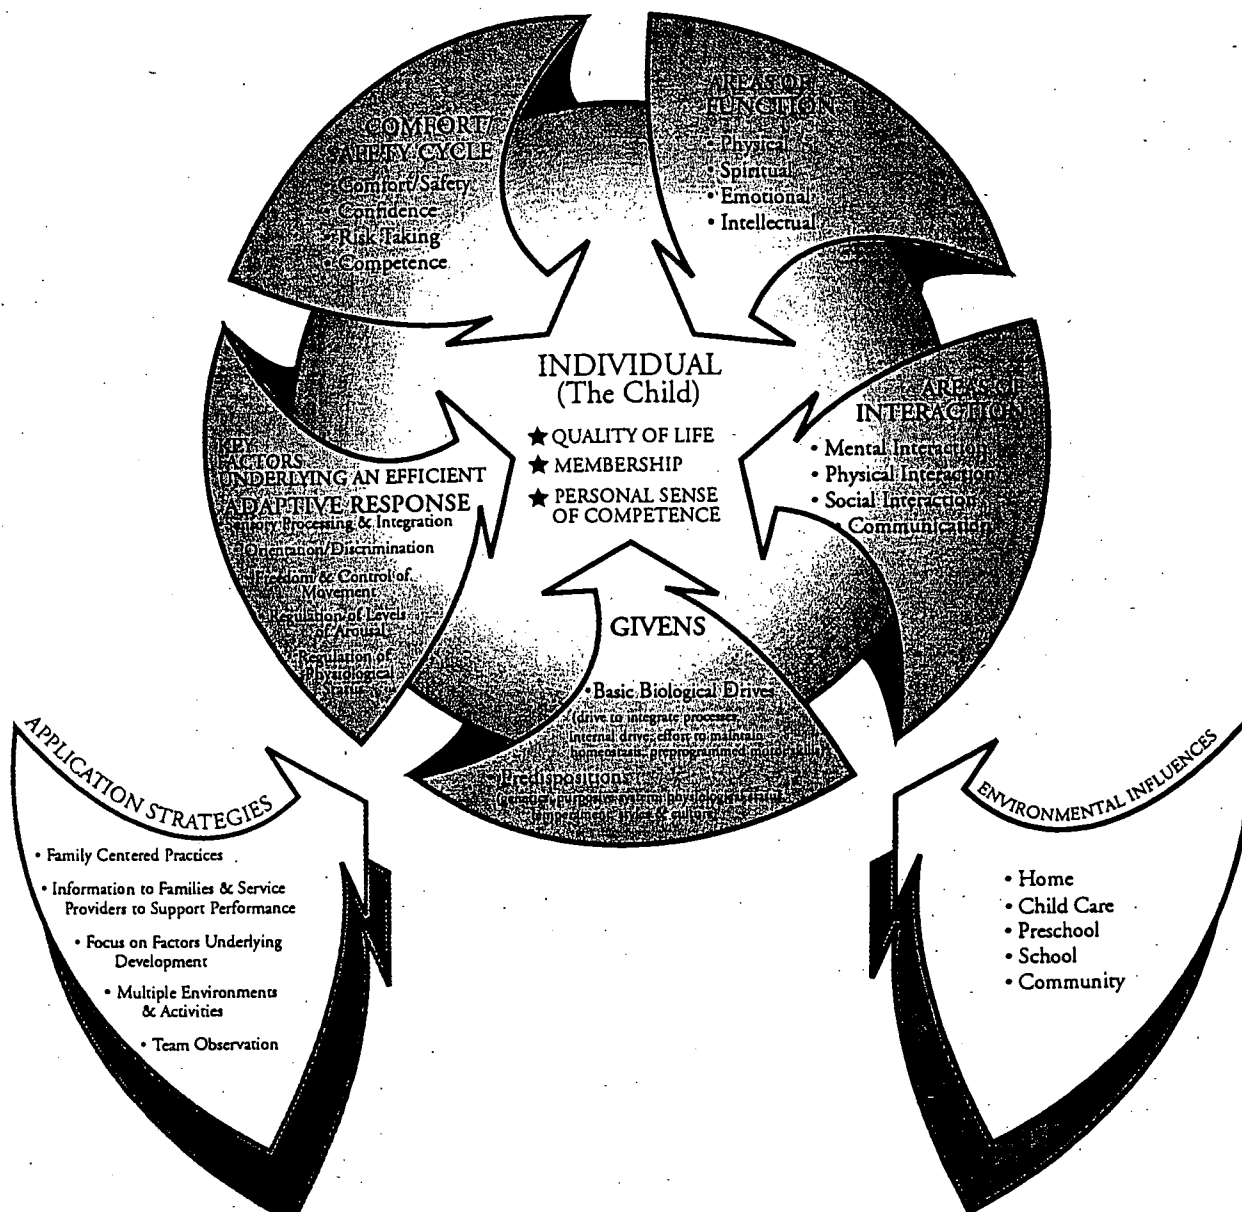 COMFORT/
SAFETY CYCLE
• Comfort/Safety
• Confidence
• Risk Taking
• Competence
AREAS OF
FUNCTION
• Physical
• Spiritual
• Emotional
• Intellectual
INDIVIDUAL
(The Child)
★ QUALITY OF LIFE
★ MEMBERSHIP
★ PERSONAL SENSE
OF COMPETENCE
AREAS OF
INTERACTION
• Mental Interaction
• Physical Interaction
• Social Interaction
• Communication
KEY
FACTORS
UNDERLYING AN EFFICIENT
ADAPTIVE RESPONSE
Sensory Processing & Integration
• Orientation/Discrimination
• Freedom & Control of
Movement
• Regulation of Levels
of Arousal
• Regulation of
Physiological
Status
GIVENS
• Basic Biological Drives
(drive to integrate processes,
internal drive, effort to maintain
homeostasis, preprogrammed motor skills)
• Predispositions
(gender, purpose, systems, physiological status,
temperament, styles & culture)
APPLICATION STRATEGIES
• Family Centered Practices
• Information to Families & Service
Providers to Support Performance
• Focus on Factors Underlying
Development
• Multiple Environments
& Activities
• Team Observation
ENVIRONMENTAL INFLUENCES
• Home
• Child Care
• Preschool
• School
• Community